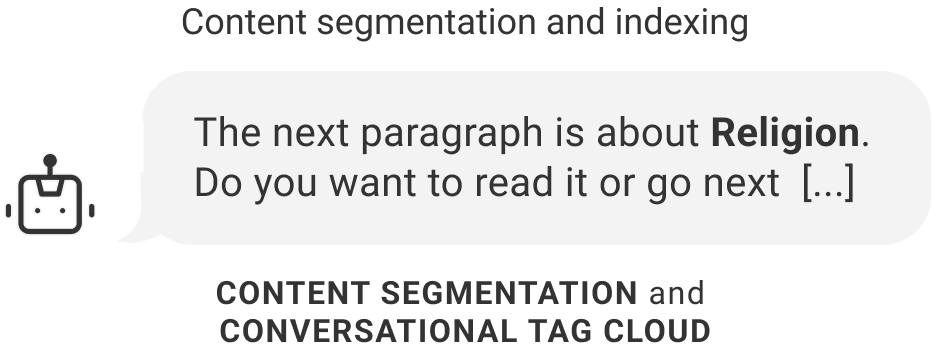 Content segmentation and indexing
The next paragraph is about Religion.
Do you want to read it or go next [...]
CONTENT SEGMENTATION and
CONVERSATIONAL TAG CLOUD